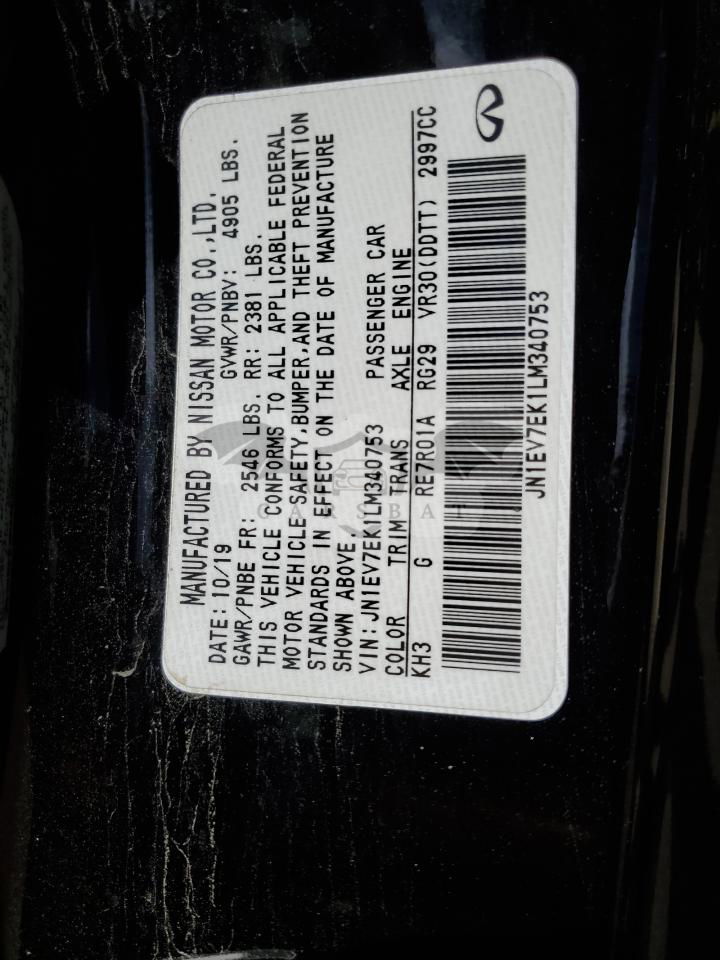 MANUFACTURED BY NISSAN MOTOR CO.,LTD.
DATE: 10/19 GVWR/PNBV: 4905 LBS.
GAWR/PNBE FR: 2546 LBS. RR: 2381 LBS.
THIS VEHICLE CONFORMS TO ALL APPLICABLE FEDERAL
MOTOR VEHICLE SAFETY,BUMPER,AND THEFT PREVENTION
STANDARDS IN EFFECT ON THE DATE OF MANUFACTURE
SHOWN ABOVE.
VIN: JN1EV7EK1LM340753 PASSENGER CAR
COLOR TRIM TRANS AXLE ENGINE
KH3 G RE7R01A RG29 VR30(DDTT) 2997CC
JN1EV7EK1LM340753
CARSBAT